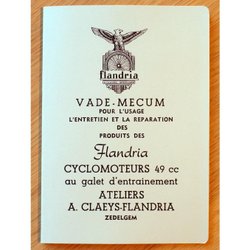 flandria
VADE-MECUM
POUR L'USAGE
L'ENTRETIEN ET LA REPARATION
DES
PRODUITS DES
Flandria
CYCLOMOTEURS 49 cc
au galet d'entrainement
ATELIERS
A. CLAEYS-FLANDRIA
ZEDELGEM